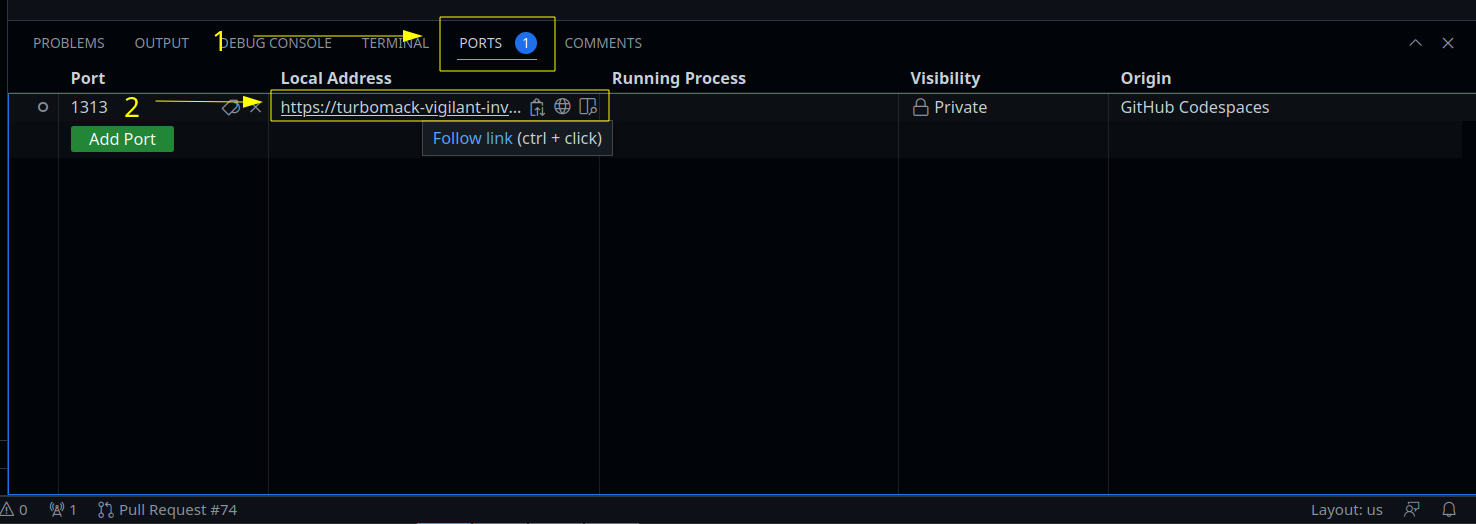 PROBLEMS OUTPUT 1 DEBUG CONSOLE TERMINAL PORTS 1 COMMENTS
Port Local Address Running Process Visibility Origin
1313 2 https://turbomack-vigilant-inv... Private GitHub Codespaces
Add Port Follow link (ctrl + click)
0 1 Pull Request #74 Layout: us